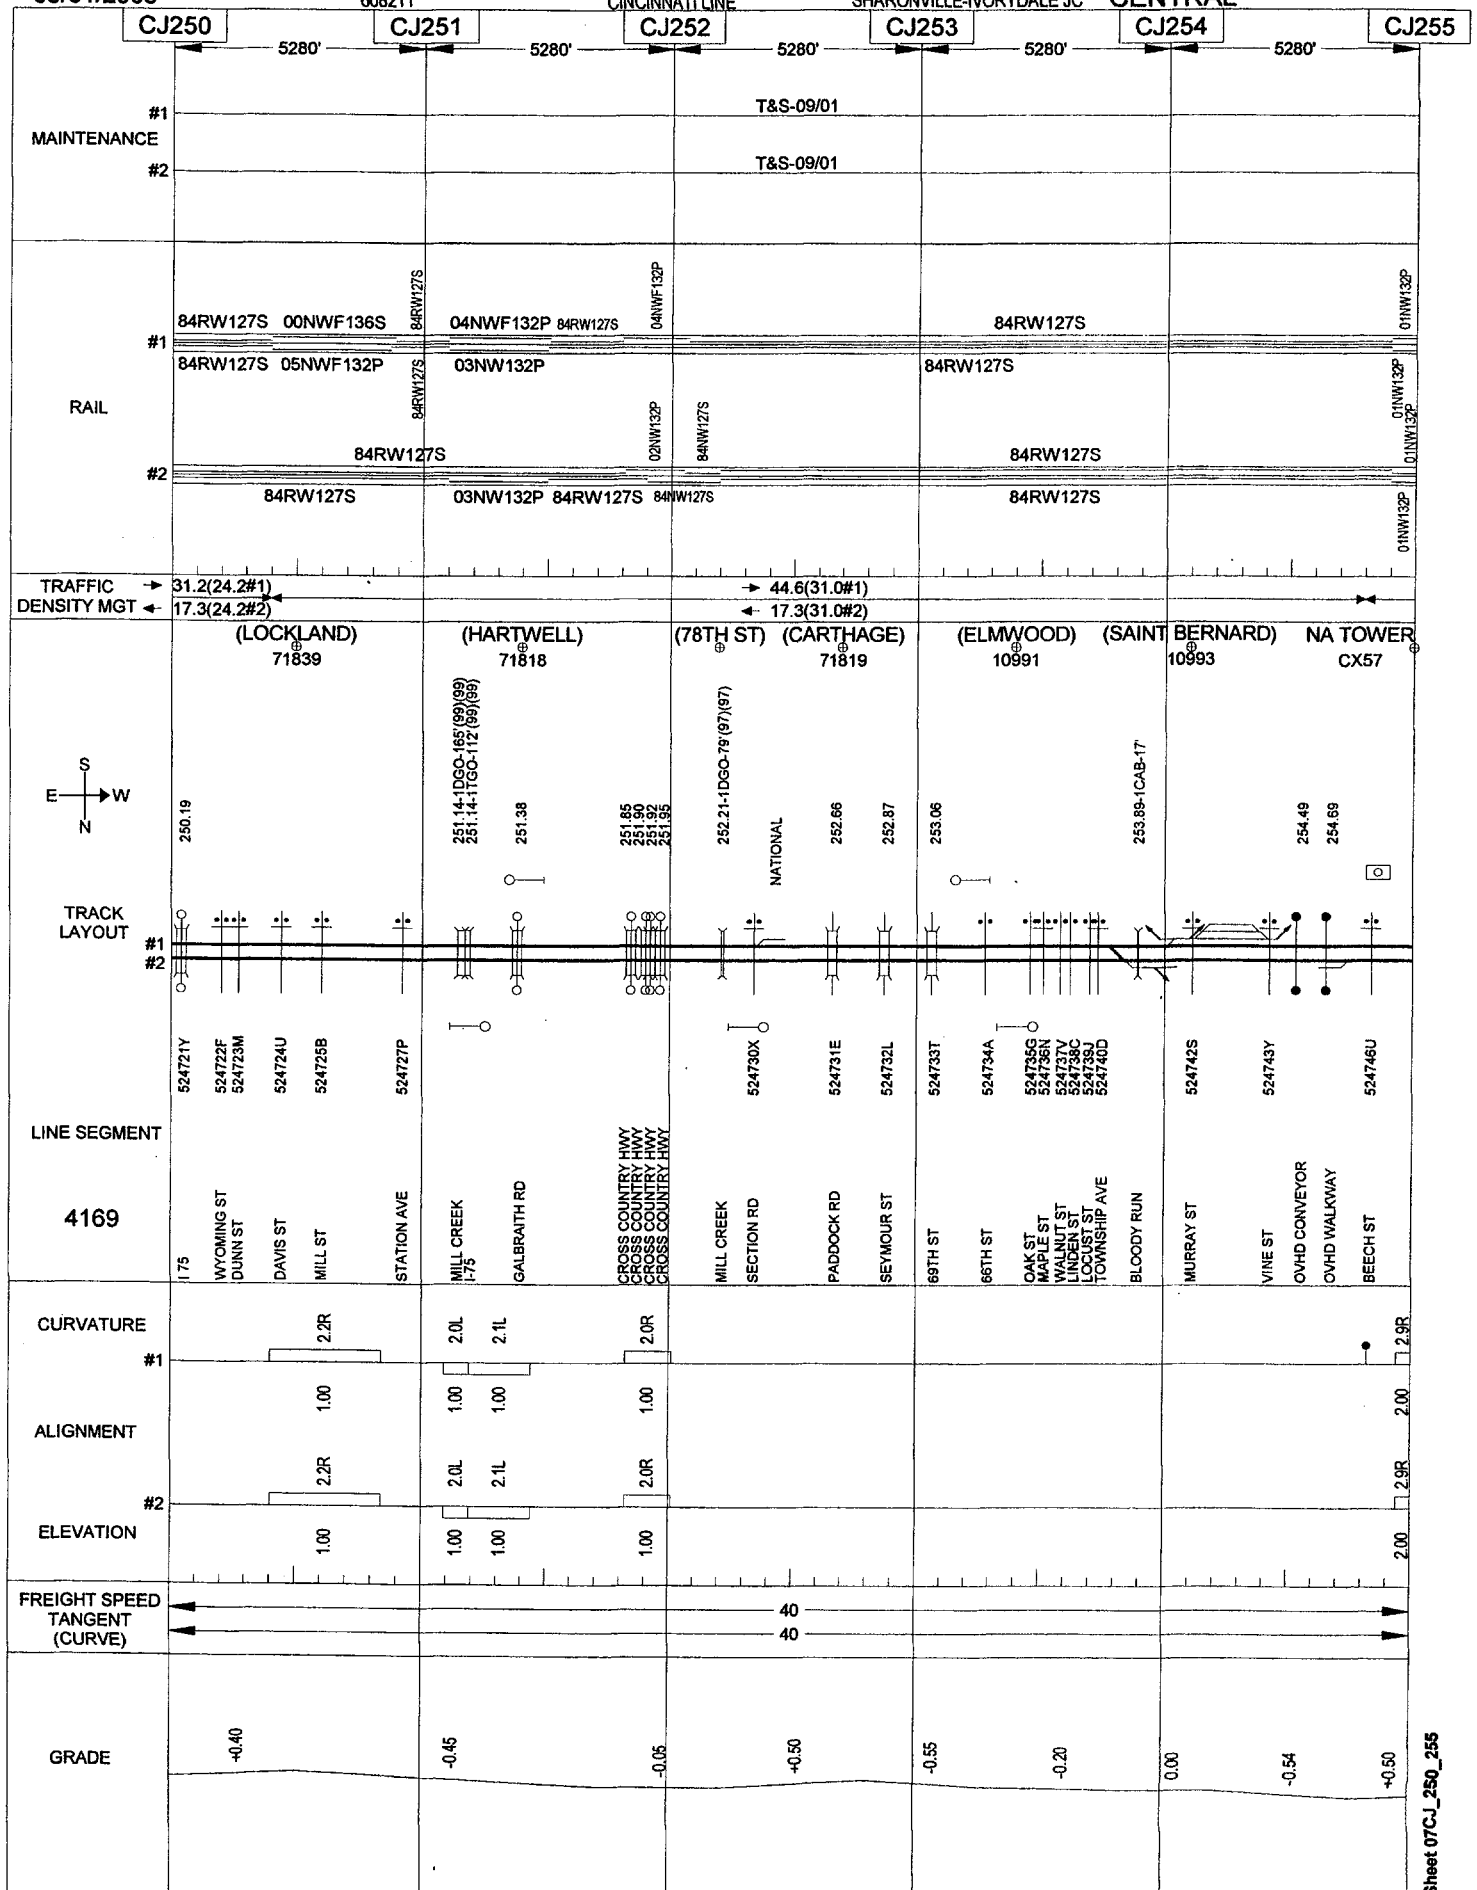 CINCINNATI LINE
SHARONVILLE-IVORYDALE JC
CENTRAL
CJ250
CJ251
CJ252
CJ253
CJ254
CJ255
5280'
5280'
5280'
5280'
5280'
MAINTENANCE
#1
T&S-09/01
#2
T&S-09/01
RAIL
84RW127S
00NWF136S
84RW127S
04NWF132P
84RW127S
04NWF132P
84RW127S
01NW132P
#1
84RW127S
05NWF132P
84RW127S
03NW132P
84RW127S
01NW132P
84RW127S
02NW132P
84NW127S
84RW127S
01NW132P
#2
84RW127S
03NW132P
84RW127S
84NW127S
84RW127S
01NW132P
TRAFFIC
31.2(24.2#1)
44.6(31.0#1)
DENSITY MGT
17.3(24.2#2)
17.3(31.0#2)
(LOCKLAND)
(HARTWELL)
(78TH ST)
(CARTHAGE)
(ELMWOOD)
(SAINT BERNARD)
NA TOWER
71839
71818
71819
10991
10993
CX57
S
E
W
N
250.19
251.14-1DGO-165'(99)(99)
251.14-1TGO-112'(99)(99)
251.38
251.85
251.90
251.92
251.95
252.21-1DGO-79'(97)(97)
NATIONAL
252.66
252.87
253.06
253.89-1CAB-17'
254.49
254.69
TRACK
LAYOUT
#1
#2
524721Y
524722F
524723M
524724U
524725B
524727P
524730X
524731E
524732L
524733T
524734A
524735G
524736N
524737V
524738C
524739J
524740D
524742S
524743Y
524746U
LINE SEGMENT
4169
I 75
WYOMING ST
DUNN ST
DAVIS ST
MILL ST
STATION AVE
MILL CREEK
I-75
GALBRAITH RD
CROSS COUNTRY HWY
CROSS COUNTRY HWY
CROSS COUNTRY HWY
CROSS COUNTRY HWY
MILL CREEK
SECTION RD
PADDOCK RD
SEYMOUR ST
69TH ST
66TH ST
OAK ST
MAPLE ST
WALNUT ST
LINDEN ST
LOCUST ST
TOWNSHIP AVE
BLOODY RUN
MURRAY ST
VINE ST
OVHD CONVEYOR
OVHD WALKWAY
BEECH ST
CURVATURE
2.2R
2.0L
2.1L
2.0R
2.9R
#1
1.00
1.00
1.00
1.00
2.00
ALIGNMENT
2.2R
2.0L
2.1L
2.0R
2.9R
#2
ELEVATION
1.00
1.00
1.00
1.00
2.00
FREIGHT SPEED
TANGENT
(CURVE)
40
40
GRADE
+0.40
-0.45
-0.05
+0.50
-0.55
-0.20
0.00
-0.54
+0.50
Sheet 07CJ_250_255